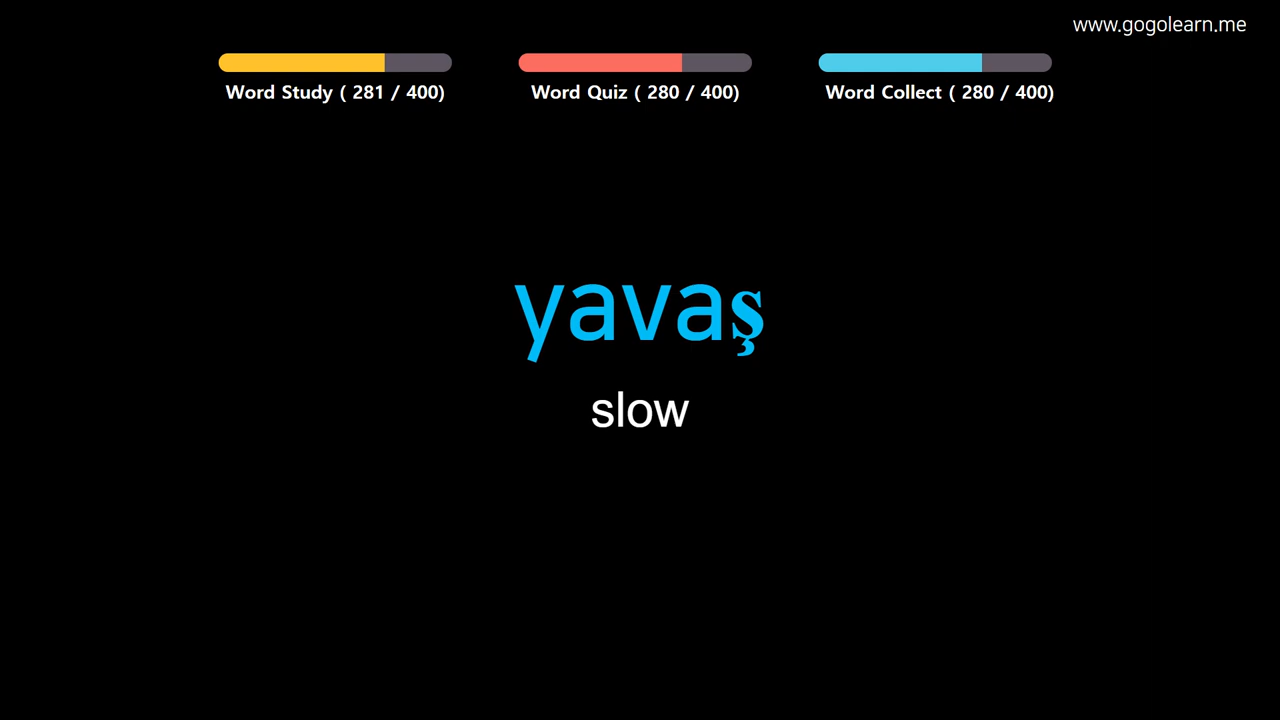 www.gogolearn.me
Word Study ( 281 / 400)
Word Quiz ( 280 / 400)
Word Collect ( 280 / 400)
yavaş
slow